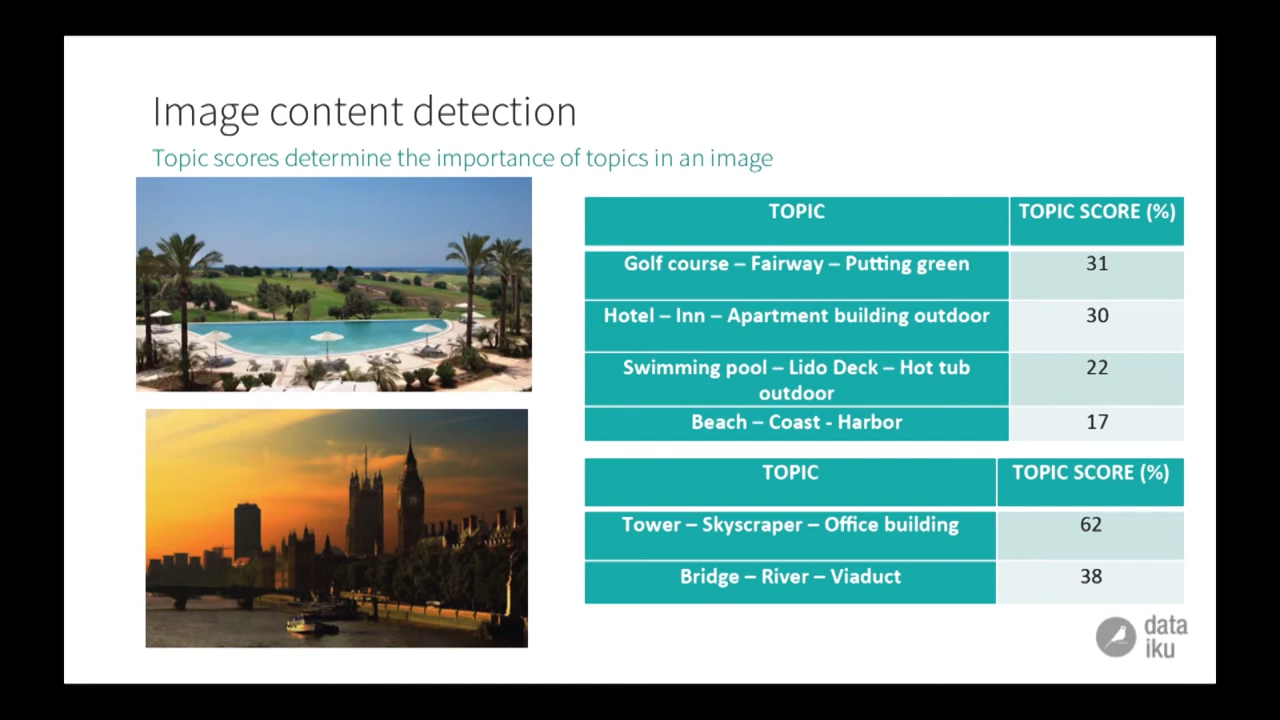 Image content detection
Topic scores determine the importance of topics in an image
TOPIC TOPIC SCORE (%)
Golf course – Fairway – Putting green 31
Hotel – Inn – Apartment building outdoor 30
Swimming pool – Lido Deck – Hot tub 22
outdoor
Beach – Coast - Harbor 17
TOPIC TOPIC SCORE (%)
Tower – Skyscraper – Office building 62
Bridge – River – Viaduct 38
data
iku